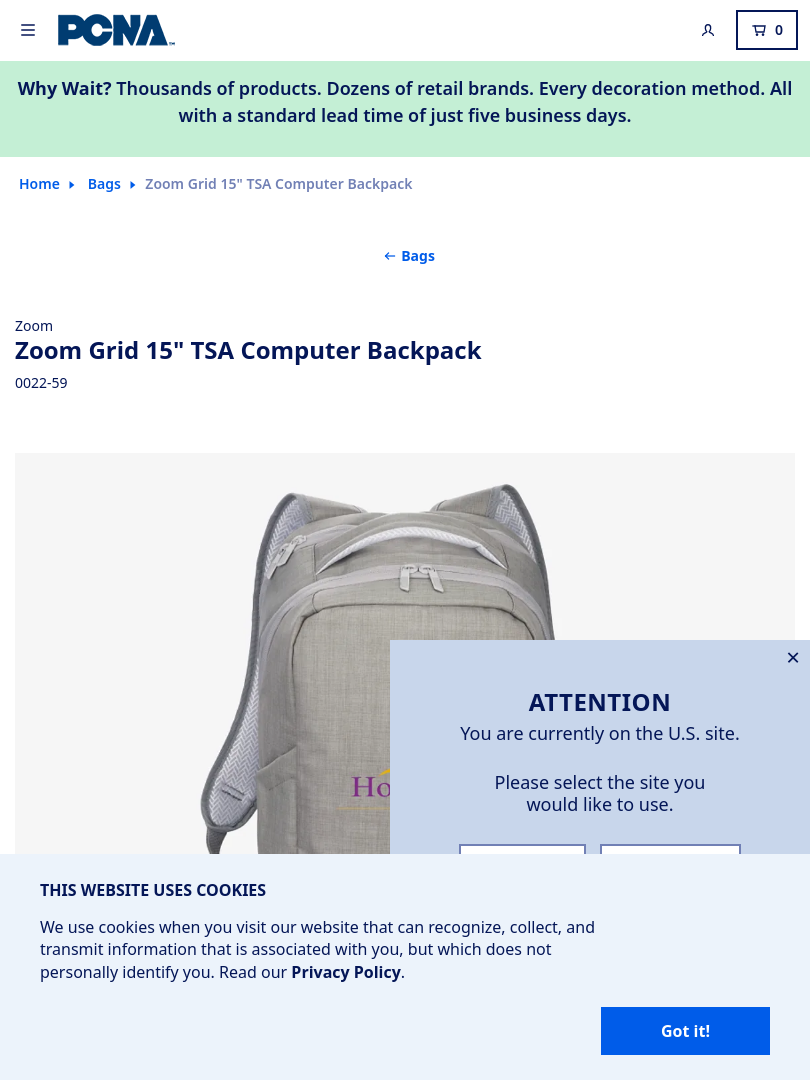 PCNA
0
Why Wait? Thousands of products. Dozens of retail brands. Every decoration method. All
with a standard lead time of just five business days.
Home
Bags
Zoom Grid 15" TSA Computer Backpack
Bags
Zoom
Zoom Grid 15" TSA Computer Backpack
0022-59
Ho
ATTENTION
You are currently on the U.S. site.
Please select the site you
would like to use.
THIS WEBSITE USES COOKIES
We use cookies when you visit our website that can recognize, collect, and
transmit information that is associated with you, but which does not
personally identify you. Read our Privacy Policy.
Got it!